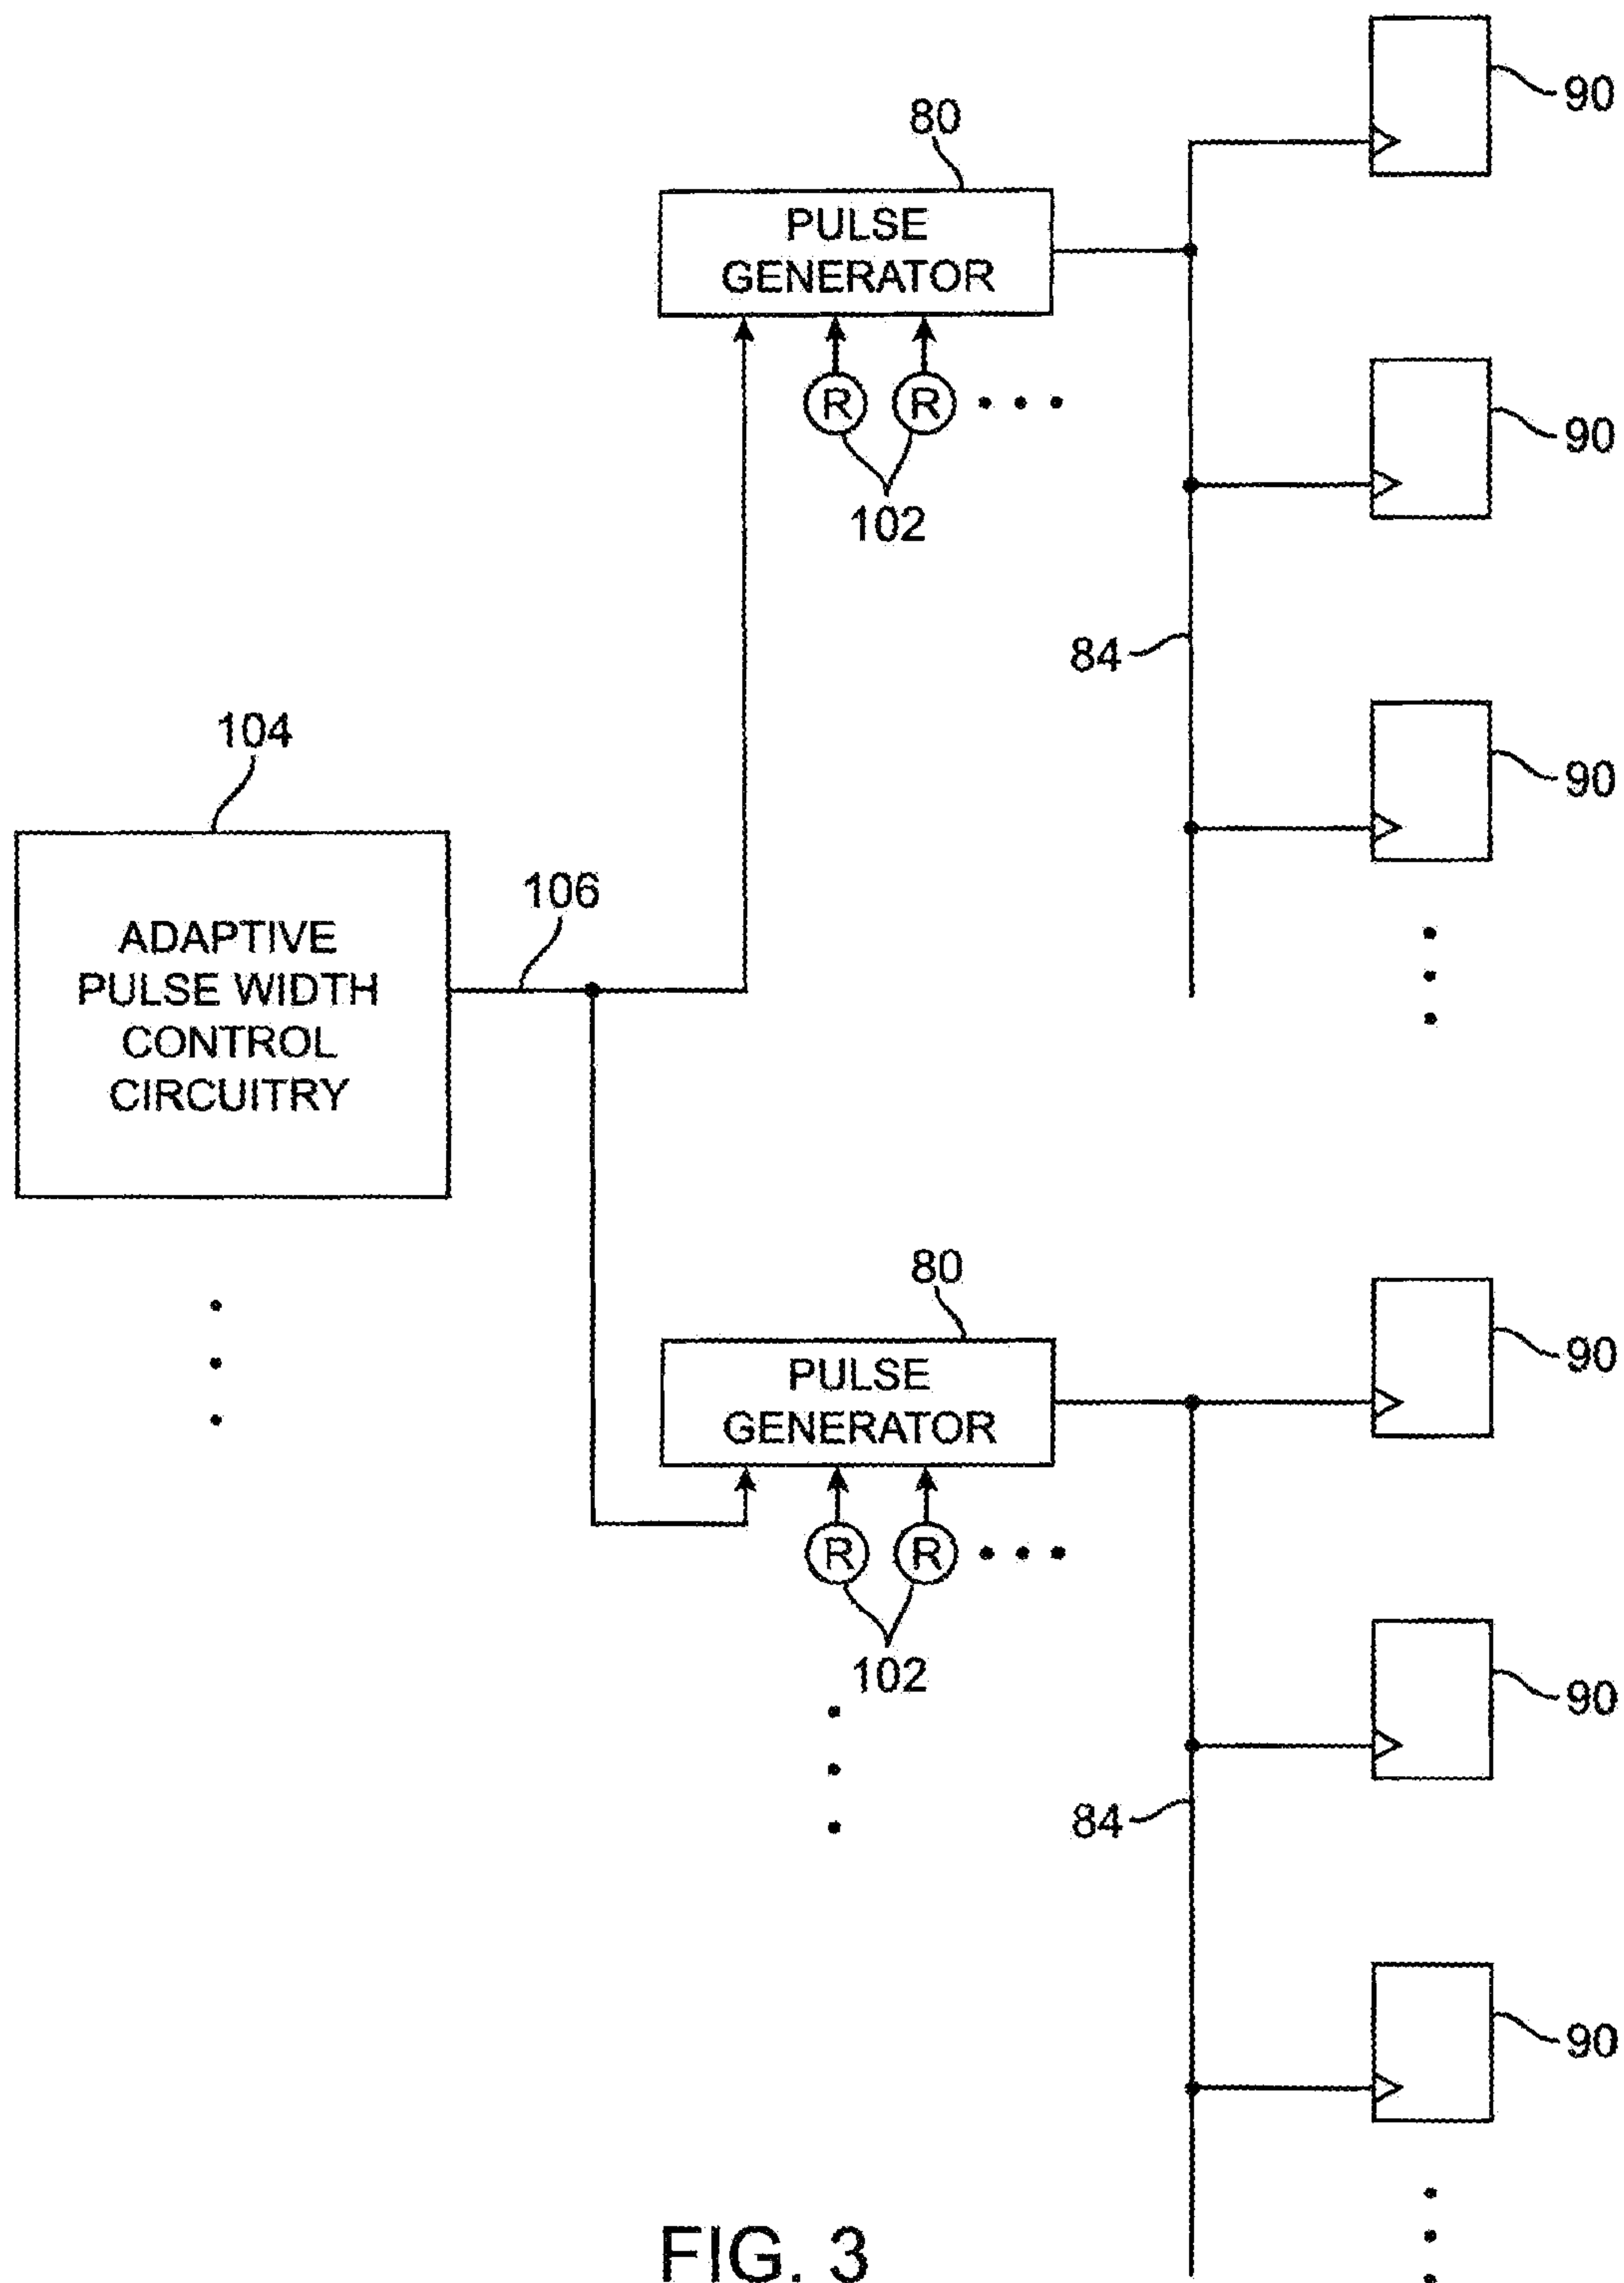 90
80
PULSE
GENERATOR
R R
102
90
84
90
104
106
ADAPTIVE
PULSE WIDTH
CONTROL
CIRCUITRY
80
PULSE
GENERATOR
90
R R
102
90
84
90
FIG. 3